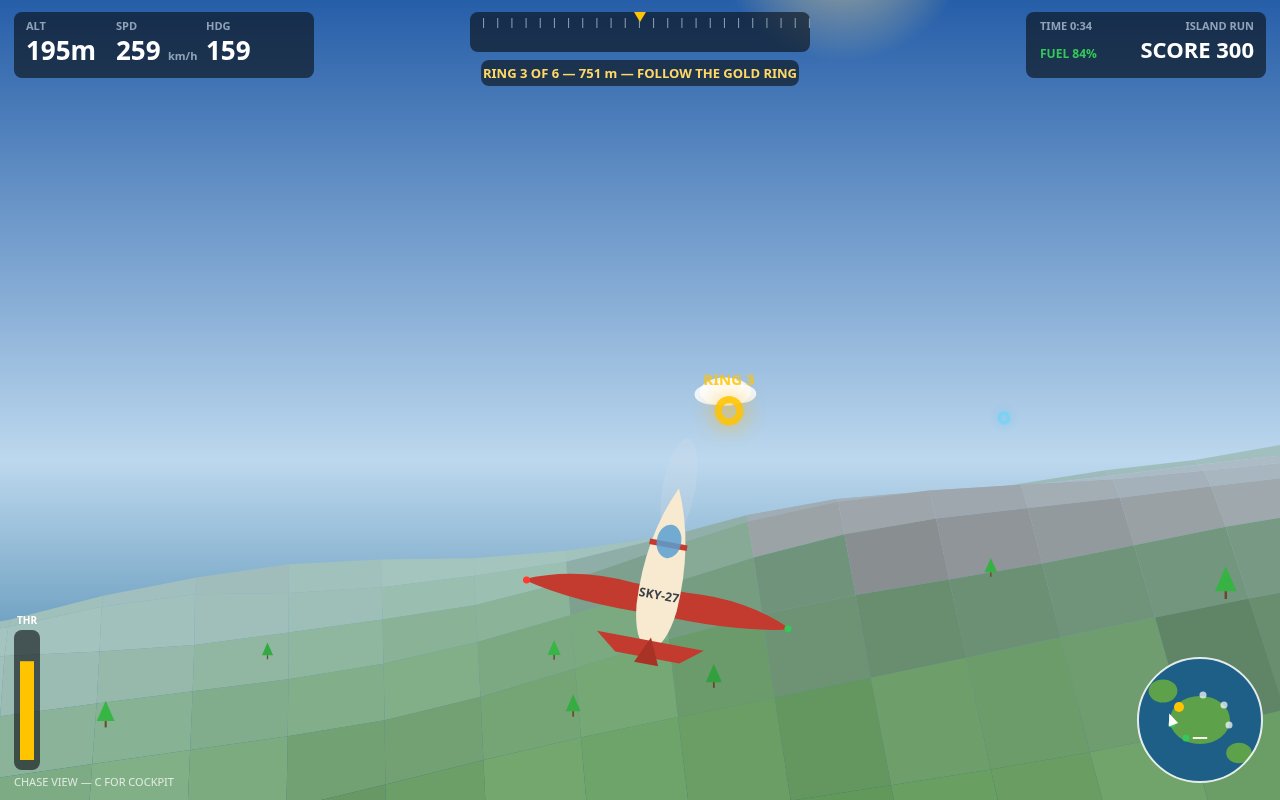 ALT SPD HDG
195m 259 km/h 159
RING 3 OF 6 — 751 m — FOLLOW THE GOLD RING
TIME 0:34 ISLAND RUN
FUEL 84% SCORE 300
RING 3
SKY-27
THR
CHASE VIEW — C FOR COCKPIT